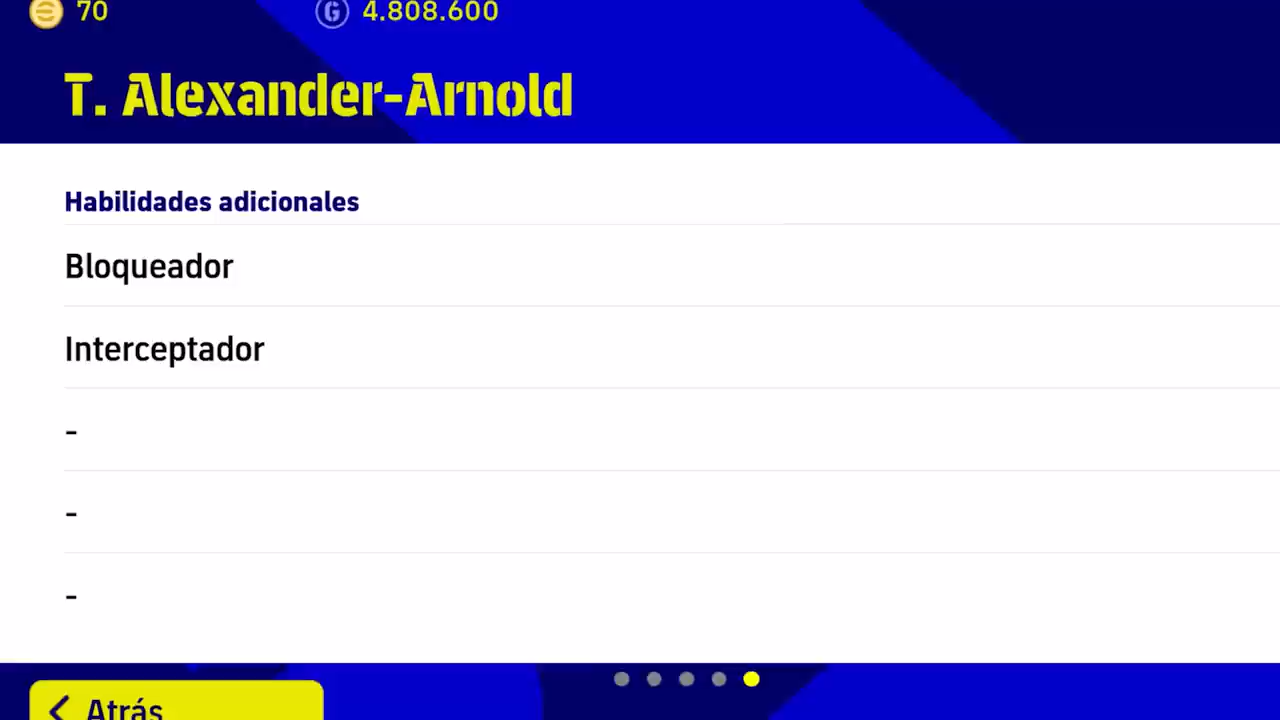 70
4.808.600
T. Alexander-Arnold
Habilidades adicionales
Bloqueador
Interceptador
-
-
-
Atrás